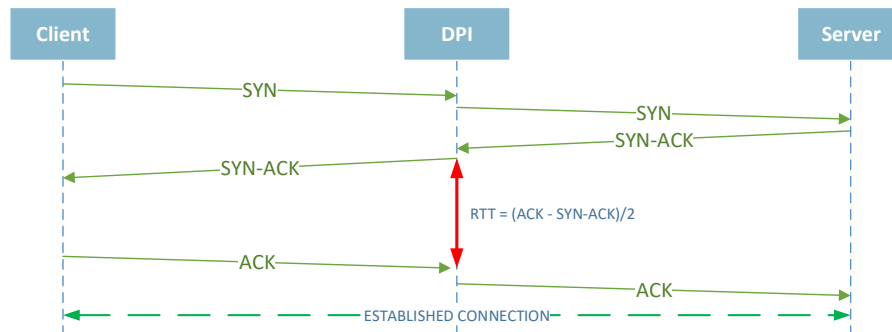 Client
DPI
Server
SYN
SYN
SYN-ACK
SYN-ACK
RTT = (ACK - SYN-ACK)/2
ACK
ACK
ESTABLISHED CONNECTION